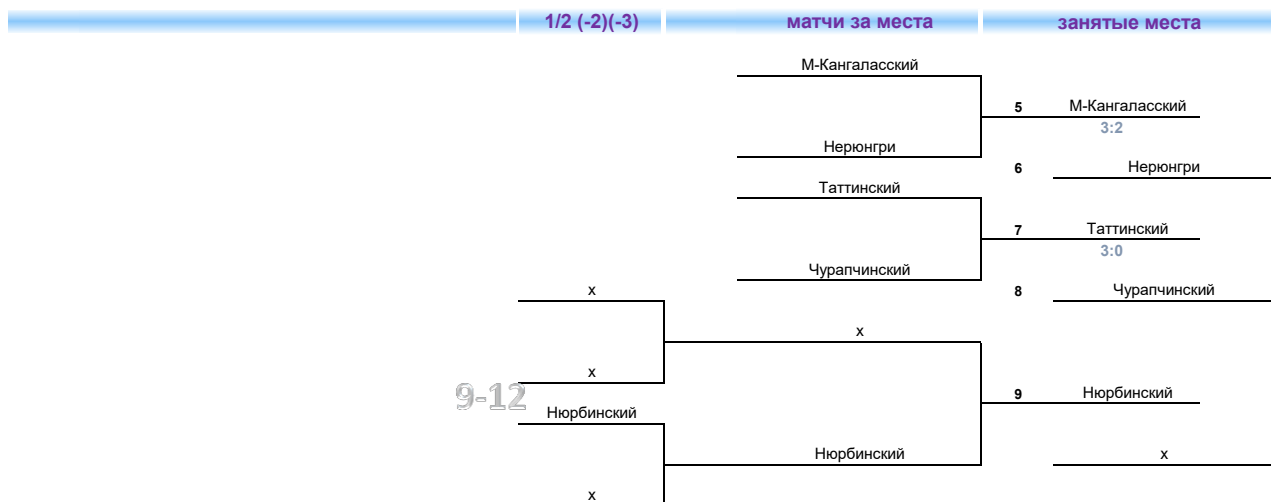 1/2 (-2)(-3) матчи за места занятые места
М-Кангаласский
5 М-Кангаласский
3:2
Нерюнгри
6 Нерюнгри
Таттинский
7 Таттинский
3:0
Чурапчинский
х 8 Чурапчинский
х
х
9-12 9 Нюрбинский
Нюрбинский
Нюрбинский х
х